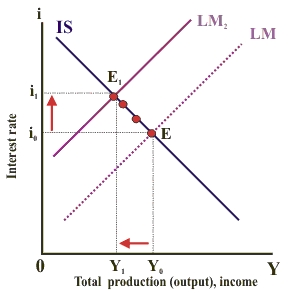 i
IS
LM₂
LM
E₁
i₁
i₀
E
Interest rate
0
Y₁
Y₀
Y
Total production (output), income